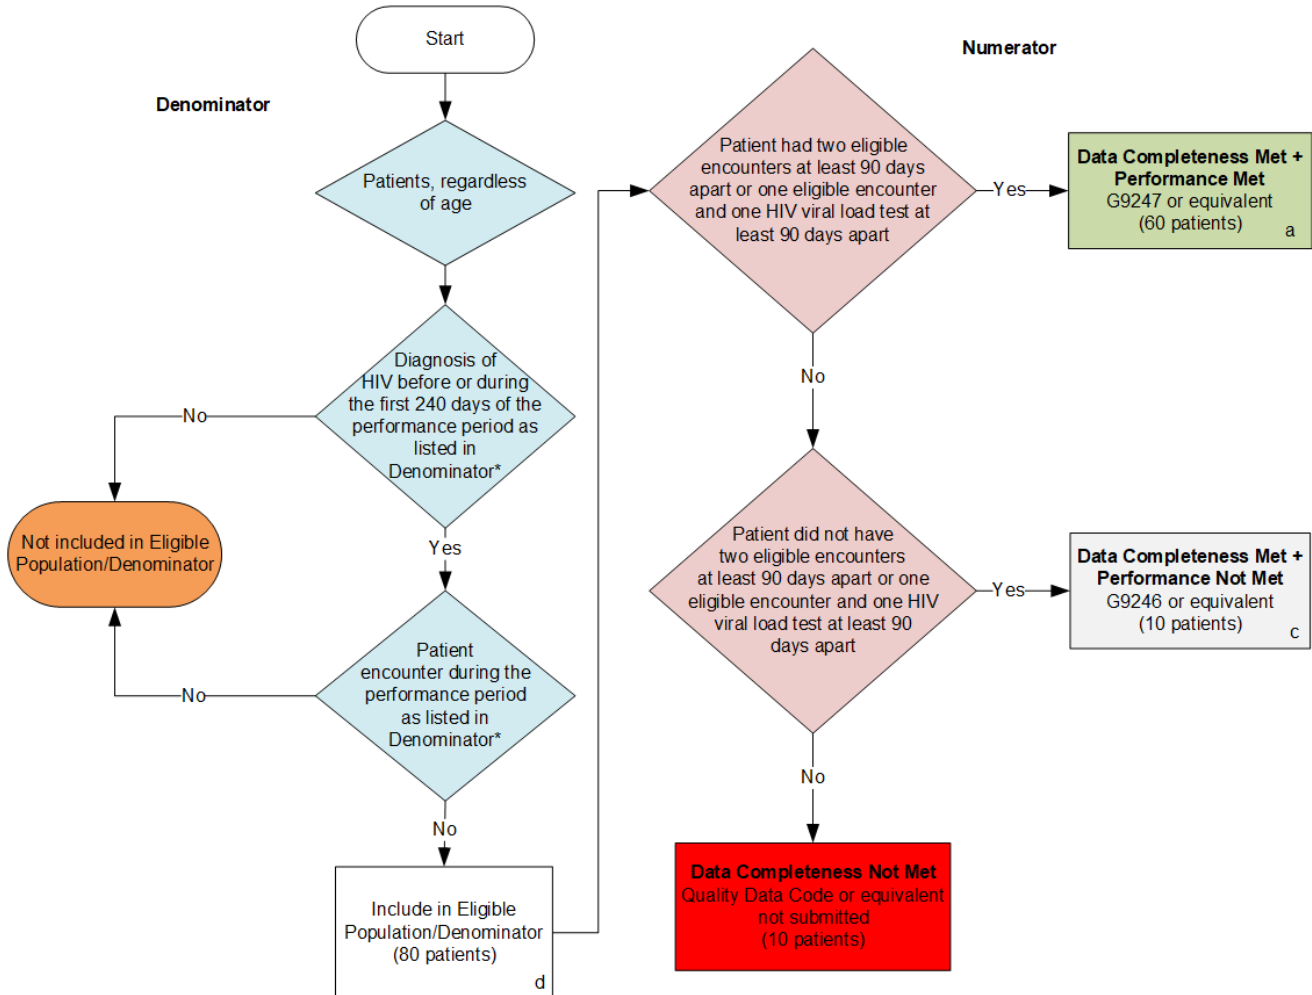 Start
Denominator
Patients, regardless
of age
Diagnosis of
HIV before or during
the first 240 days of the
performance period as
listed in
Denominator*
No
Yes
Not included in Eligible
Population/Denominator
Patient
encounter during the
performance period
as listed in
Denominator*
No
No
Include in Eligible
Population/Denominator
(80 patients)
d
Numerator
Patient had two eligible
encounters at least 90 days
apart or one eligible encounter
and one HIV viral load test at
least 90 days apart
Yes
Data Completeness Met +
Performance Met
G9247 or equivalent
(60 patients)
a
No
Patient did not have
two eligible encounters
at least 90 days apart or one
eligible encounter and one HIV
viral load test at least 90
days apart
Yes
Data Completeness Met +
Performance Not Met
G9246 or equivalent
(10 patients)
c
No
Data Completeness Not Met
Quality Data Code or equivalent
not submitted
(10 patients)